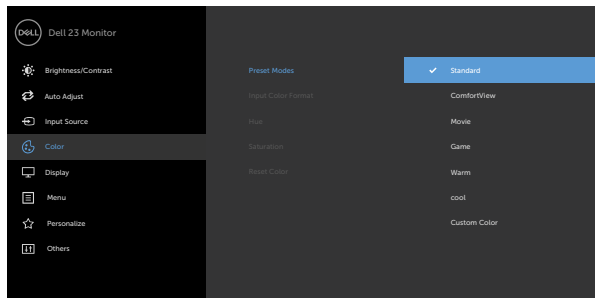 DELL Dell 23 Monitor
Brightness/Contrast
Auto Adjust
Input Source
Color
Display
Menu
Personalize
Others
Preset Modes
Input Color Format
Hue
Saturation
Reset Color
Standard
ComfortView
Movie
Game
Warm
cool
Custom Color